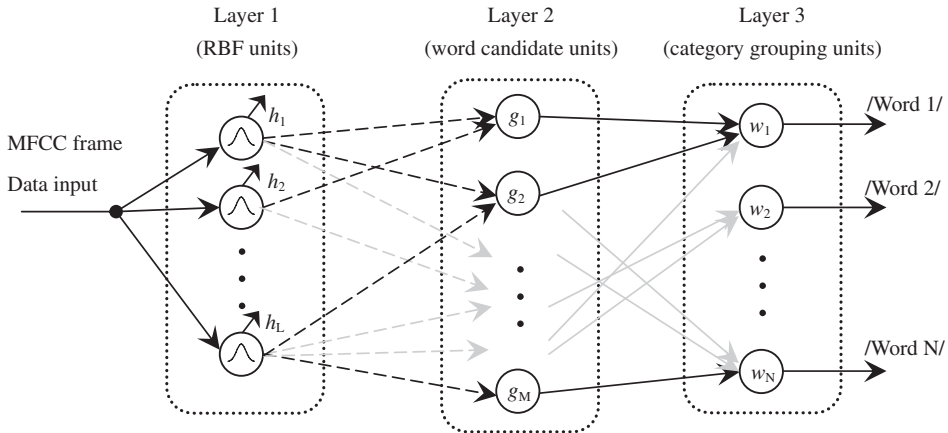 Layer 1
(RBF units)
Layer 2
(word candidate units)
Layer 3
(category grouping units)
MFCC frame
Data input
h1
h2
hL
g1
g2
gM
w1
w2
wN
/Word 1/
/Word 2/
/Word N/